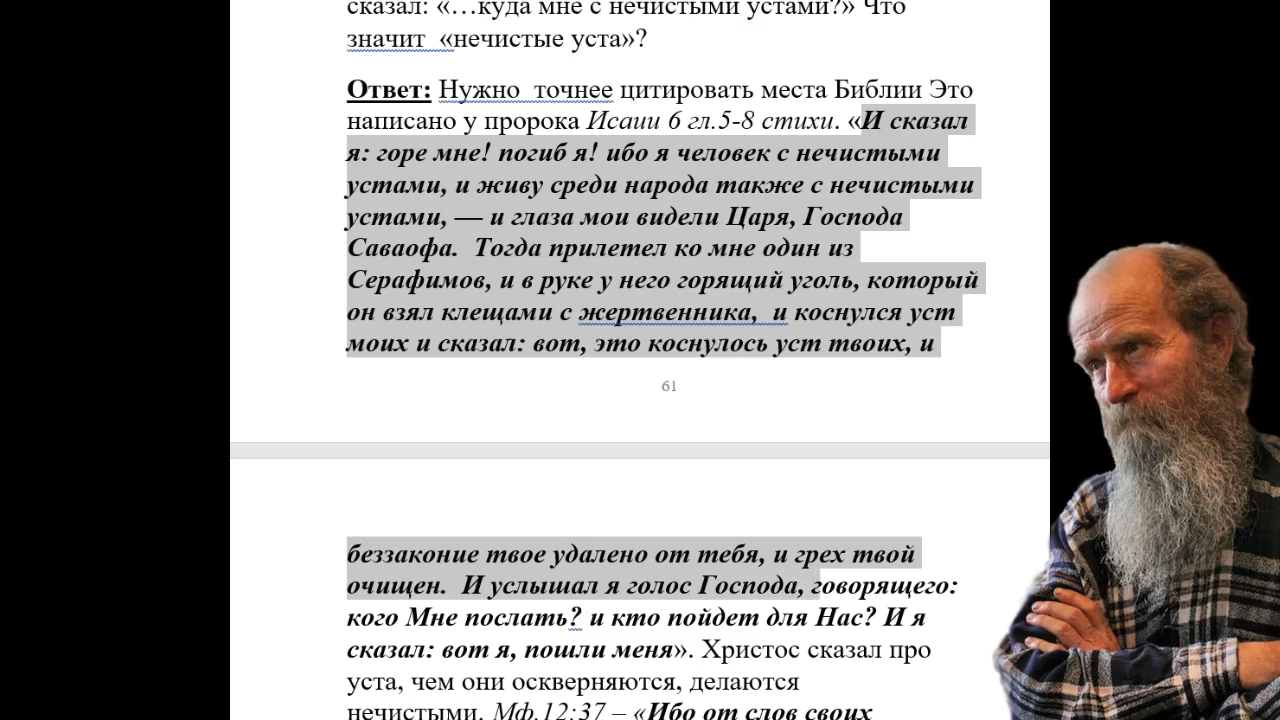 сказал: «…куда мне с нечистыми устами?» Что
значит  «нечистые уста»?
Ответ: Нужно  точнее цитировать места Библии Это
написано у пророка Исаии 6 гл.5-8 стихи. «И сказал
я: горе мне! погиб я! ибо я человек с нечистыми
устами, и живу среди народа также с нечистыми
устами, — и глаза мои видели Царя, Господа
Саваофа.  Тогда прилетел ко мне один из
Серафимов, и в руке у него горящий уголь, который
он взял клещами с жертвенника,  и коснулся уст
моих и сказал: вот, это коснулось уст твоих, и
61
беззаконие твое удалено от тебя, и грех твой
очищен.  И услышал я голос Господа, говорящего:
кого Мне послать? и кто пойдет для Нас? И я
сказал: вот я, пошли меня». Христос сказал про
уста, чем они оскверняются, делаются
нечистыми. Мф.12:37 – «Ибо от слов своих